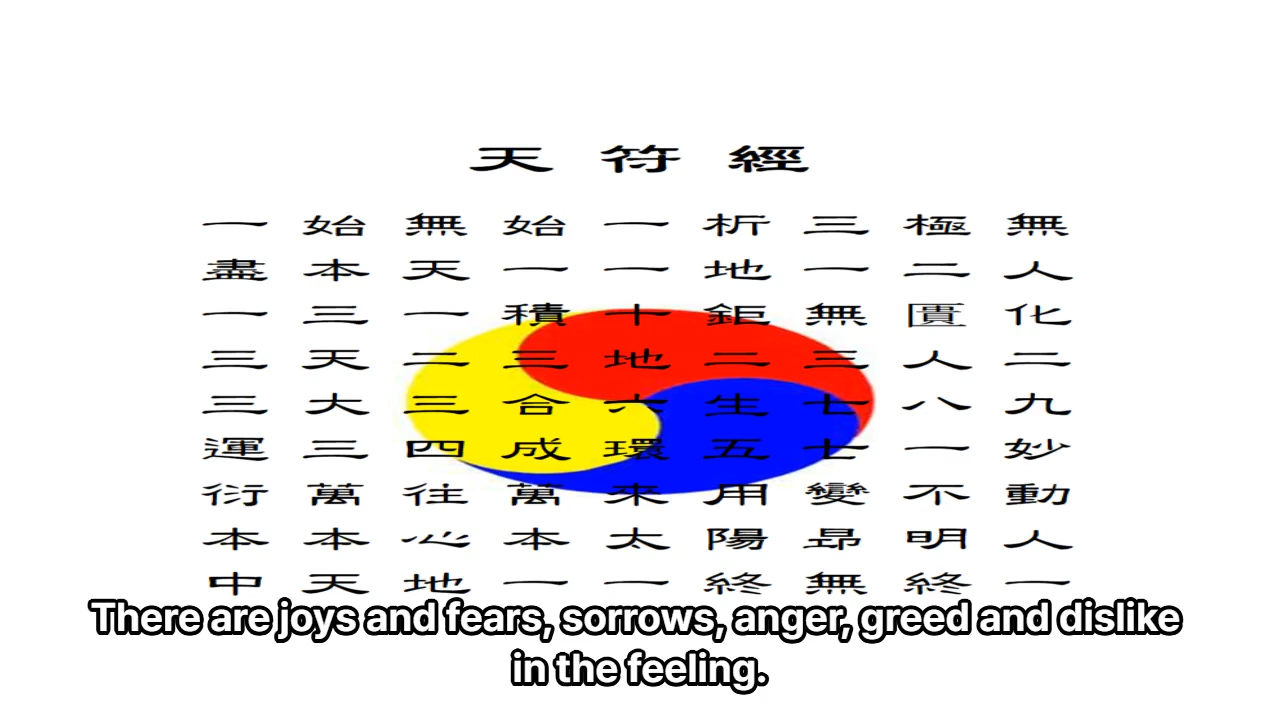 天符經
一始無始一析三極無
盡本天一一地一二人
一三一積十鉅無匱化
三天二三地二三人二
三大三合六生七八九
運三四成環五七一妙
衍萬往萬來用變不動
本本心本太陽昻明人
中天地一一終無終一
There are joys and fears, sorrows, anger, greed and dislike
in the feeling.